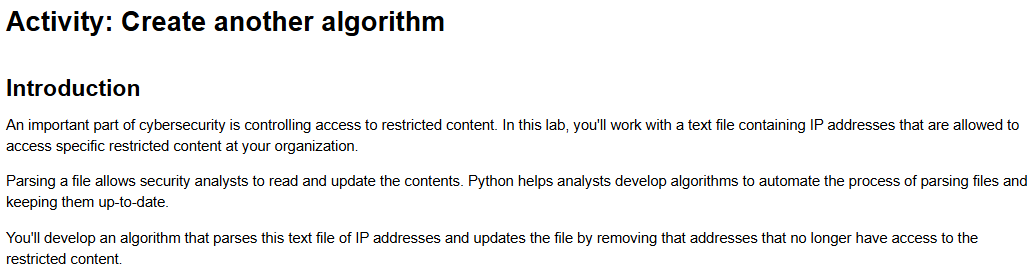 Activity: Create another algorithm
Introduction
An important part of cybersecurity is controlling access to restricted content. In this lab, you'll work with a text file containing IP addresses that are allowed to
access specific restricted content at your organization.
Parsing a file allows security analysts to read and update the contents. Python helps analysts develop algorithms to automate the process of parsing files and
keeping them up-to-date.
You'll develop an algorithm that parses this text file of IP addresses and updates the file by removing that addresses that no longer have access to the
restricted content.